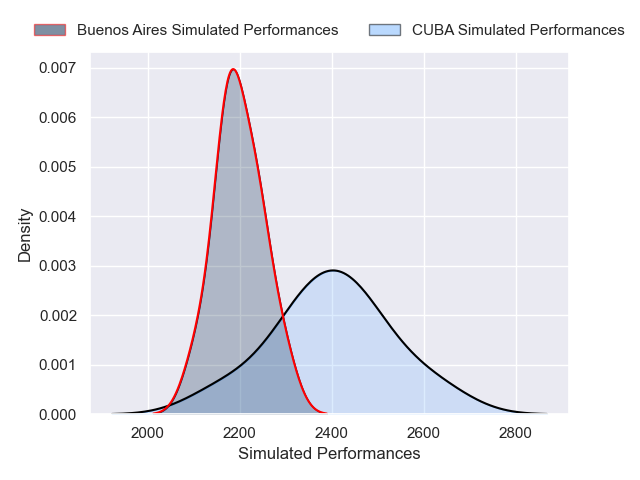 Buenos Aires Simulated Performances CUBA Simulated Performances
0.007
0.006
0.005
0.004
0.003
0.002
0.001
0.000
Density
2000 2200 2400 2600 2800
Simulated Performances